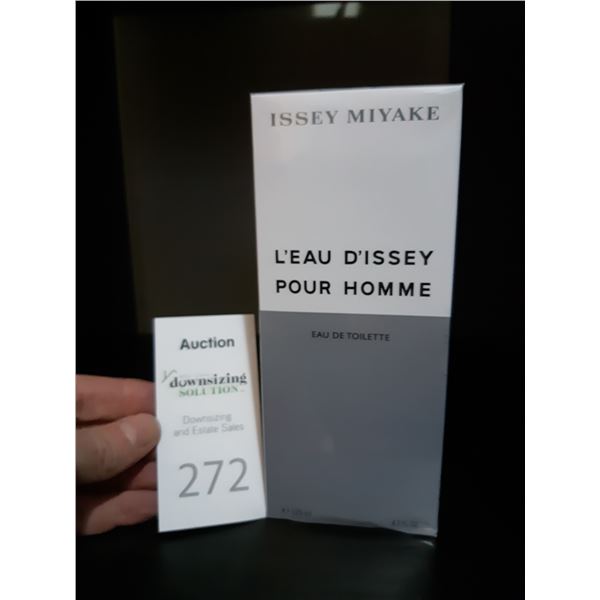 ISSEY MIYAKE
L'EAU D'ISSEY
POUR HOMME
EAU DE TOILETTE
Auction
downsizing
SOLUTION
Downsizing
and Estate Sales
272